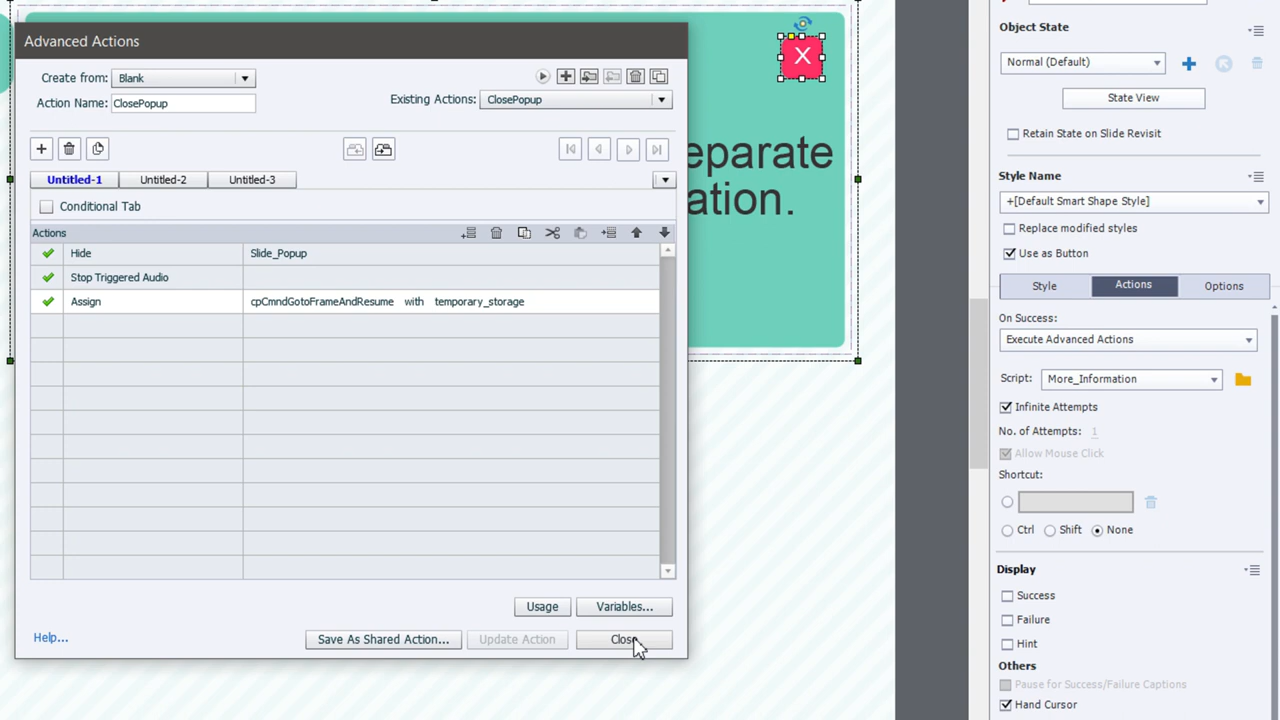 Advanced Actions
Create from: Blank
Action Name: ClosePopup
Existing Actions: ClosePopup
Untitled-1 Untitled-2 Untitled-3
Conditional Tab
Actions
Hide Slide_Popup
Stop Triggered Audio
Assign cpCmndGotoFrameAndResume with temporary_storage
Usage Variables...
Help... Save As Shared Action... Update Action Close
X
eparate
ation.
Object State
Normal (Default)
State View
Retain State on Slide Revisit
Style Name
+[Default Smart Shape Style]
Replace modified styles
Use as Button
Style Actions Options
On Success:
Execute Advanced Actions
Script: More_Information
Infinite Attempts
No. of Attempts: 1
Allow Mouse Click
Shortcut:
Ctrl Shift None
Display
Success
Failure
Hint
Others
Pause for Success/Failure Captions
Hand Cursor